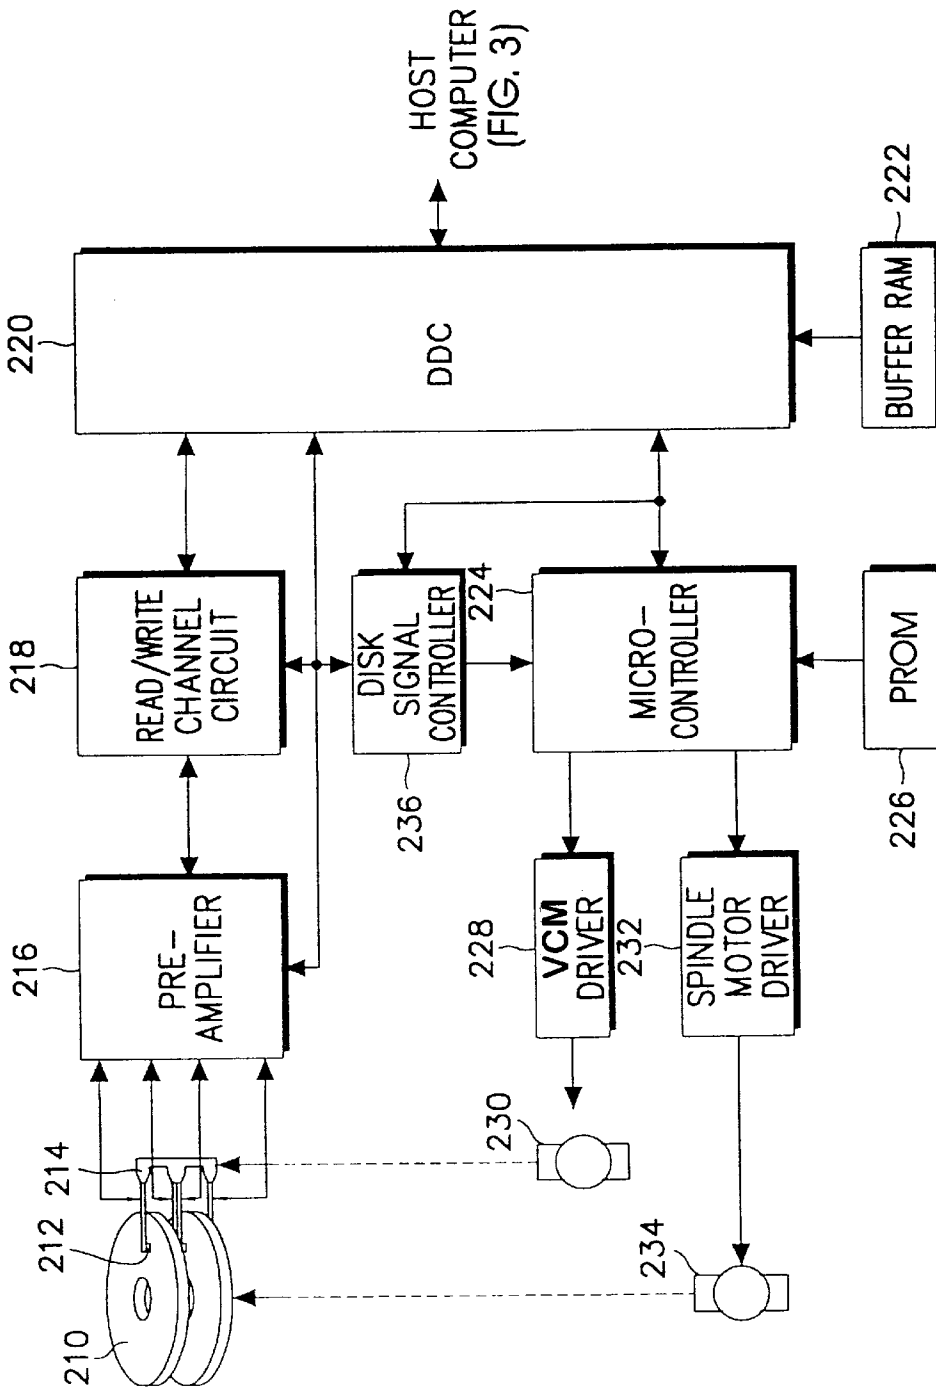 210
212
214
216
PRE-
AMPLIFIER
218
READ/WRITE
CHANNEL
CIRCUIT
220
DDC
HOST
COMPUTER
(FIG. 3)
236
DISK
SIGNAL
CONTROLLER
230
228
VCM
DRIVER
224
MICRO-
CONTROLLER
234
232
SPINDLE
MOTOR
DRIVER
226
PROM
222
BUFFER RAM